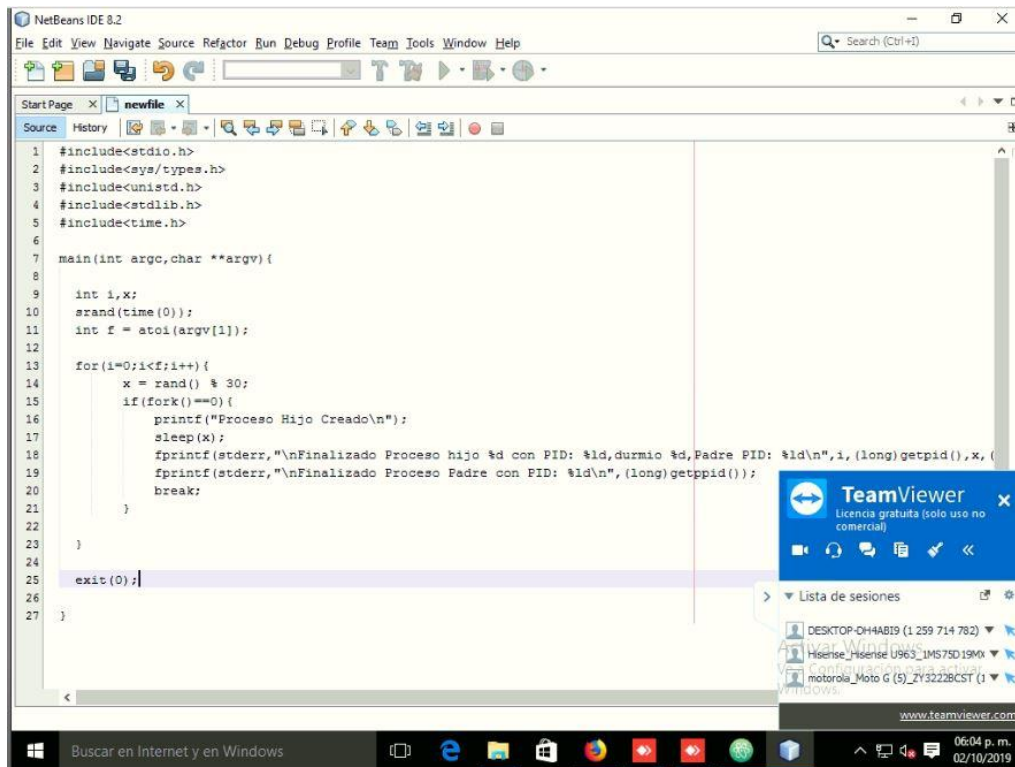 NetBeans IDE 8.2
File Edit View Navigate Source Refactor Run Debug Profile Team Tools Window Help
Search (Ctrl+I)
Start Page newfile
Source History
1 #include<stdio.h>
2 #include<sys/types.h>
3 #include<unistd.h>
4 #include<stdlib.h>
5 #include<time.h>
6
7 main(int argc,char **argv){
8
9 int i,x;
10 srand(time(0));
11 int f = atoi(argv[1]);
12
13 for(i=0;i<f;i++){
14 x = rand() % 30;
15 if(fork()==0){
16 printf("Proceso Hijo Creado\n");
17 sleep(x);
18 fprintf(stderr,"\nFinalizado Proceso hijo %d con PID: %ld,durmio %d,Padre PID: %ld\n",i,(long)getpid(),x,(
19 fprintf(stderr,"\nFinalizado Proceso Padre con PID: %ld\n",(long)getppid());
20 break;
21 }
22
23 }
24
25 exit(0);
26
27 }
TeamViewer
Licencia gratuita (solo uso no
comercial)
Lista de sesiones
DESKTOP-DH4ABI9 (1 259 714 782)
Activar Windows
Hisense_Hisense U963_1MS75D19MX
Ve a Configuración para activar
Windows.
motorola_Moto G (5)_ZY3222BCST (1
www.teamviewer.com
Buscar en Internet y en Windows
06:04 p. m.
02/10/2019